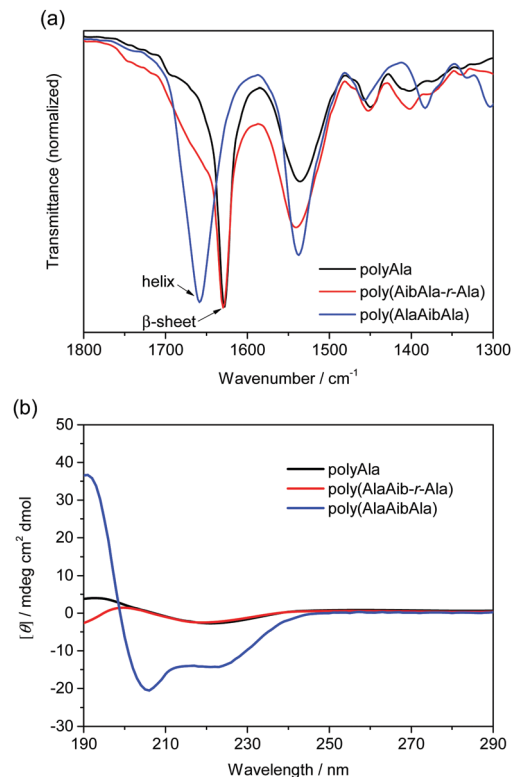 (a)
Transmittance (normalized)
helix
β-sheet
polyAla
poly(AibAla-r-Ala)
poly(AlaAibAla)
1800 1700 1600 1500 1400 1300
Wavenumber / cm⁻¹
(b)
50
40
30
20
10
0
-10
-20
-30
[θ] / mdeg cm² dmol
polyAla
poly(AlaAib-r-Ala)
poly(AlaAibAla)
190 210 230 250 270 290
Wavelength / nm